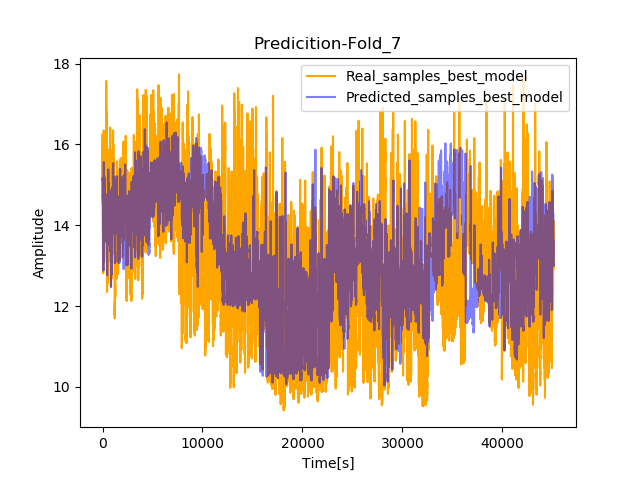 Predicition-Fold_7
Real_samples_best_model
Predicted_samples_best_model
18
16
14
12
10
Amplitude
0
10000
20000
30000
40000
Time[s]